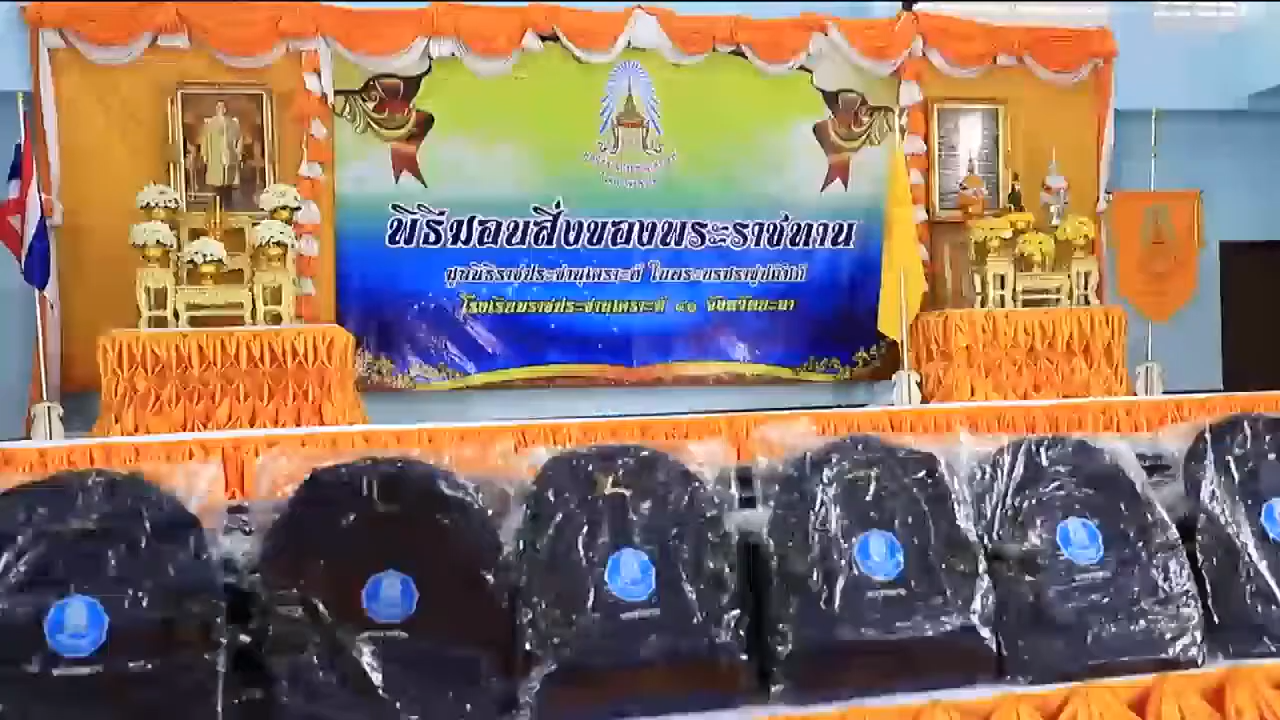 พิธีมอบสิ่งของพระราชทาน
มูลนิธิราชประชานุเคราะห์ ในพระบรมราชูปถัมภ์
โรงเรียนราชประชานุเคราะห์ ๔๑ จังหวัดยะลา